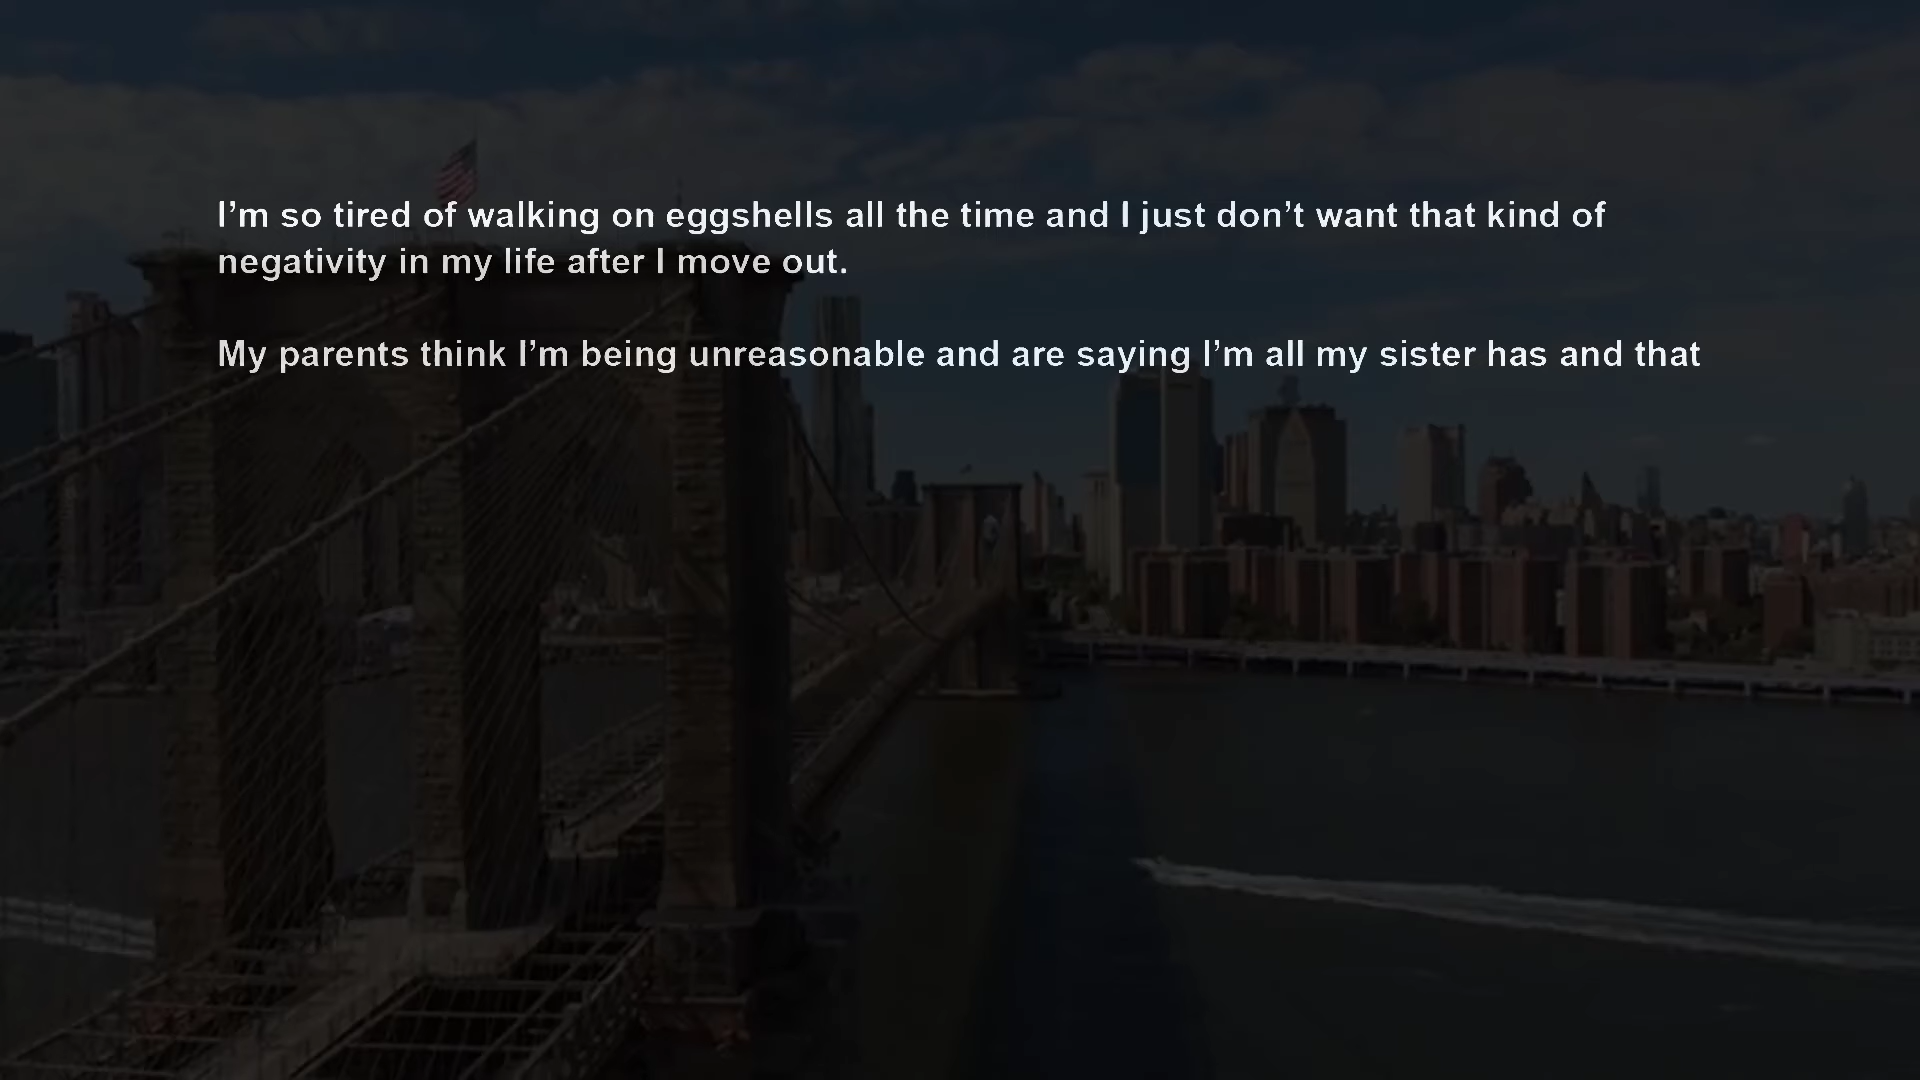 I’m so tired of walking on eggshells all the time and I just don’t want that kind of
negativity in my life after I move out.
My parents think I’m being unreasonable and are saying I’m all my sister has and that